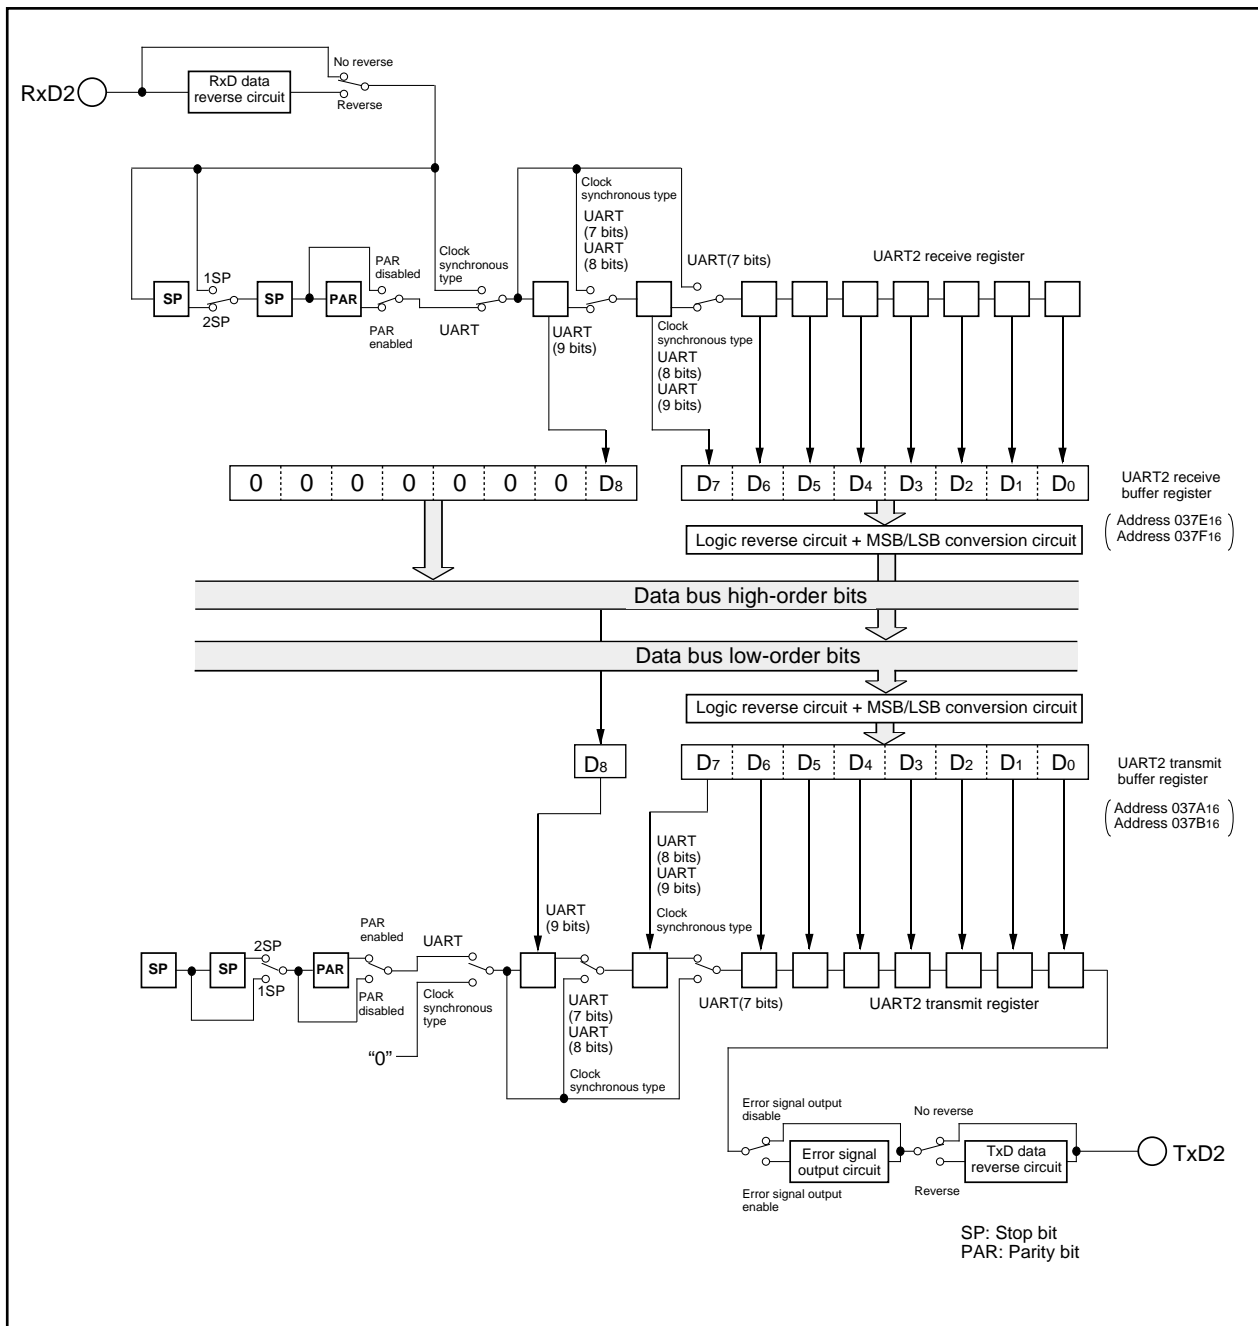 No reverse
RxD2
RxD data
reverse circuit
Reverse
Clock
synchronous type
UART
(7 bits)
UART
(8 bits)
PAR
disabled
Clock
synchronous
type
UART(7 bits)
UART2 receive register
1SP
SP
SP
PAR
2SP
PAR
enabled
UART
UART
(9 bits)
Clock
synchronous type
UART
(8 bits)
UART
(9 bits)
0 0 0 0 0 0 0 D8
D7 D6 D5 D4 D3 D2 D1 D0
UART2 receive
buffer register
Address 037E16
Address 037F16
Logic reverse circuit + MSB/LSB conversion circuit
Data bus high-order bits
Data bus low-order bits
Logic reverse circuit + MSB/LSB conversion circuit
D8
D7 D6 D5 D4 D3 D2 D1 D0
UART2 transmit
buffer register
Address 037A16
Address 037B16
UART
(8 bits)
UART
(9 bits)
Clock
synchronous type
UART
(9 bits)
PAR
enabled
UART
2SP
SP
SP
PAR
1SP
PAR
disabled
Clock
synchronous
type
"0"
UART
(7 bits)
UART
(8 bits)
Clock
synchronous type
UART(7 bits)
UART2 transmit register
Error signal output
disable
No reverse
Error signal
output circuit
TxD data
reverse circuit
TxD2
Error signal output
enable
Reverse
SP: Stop bit
PAR: Parity bit